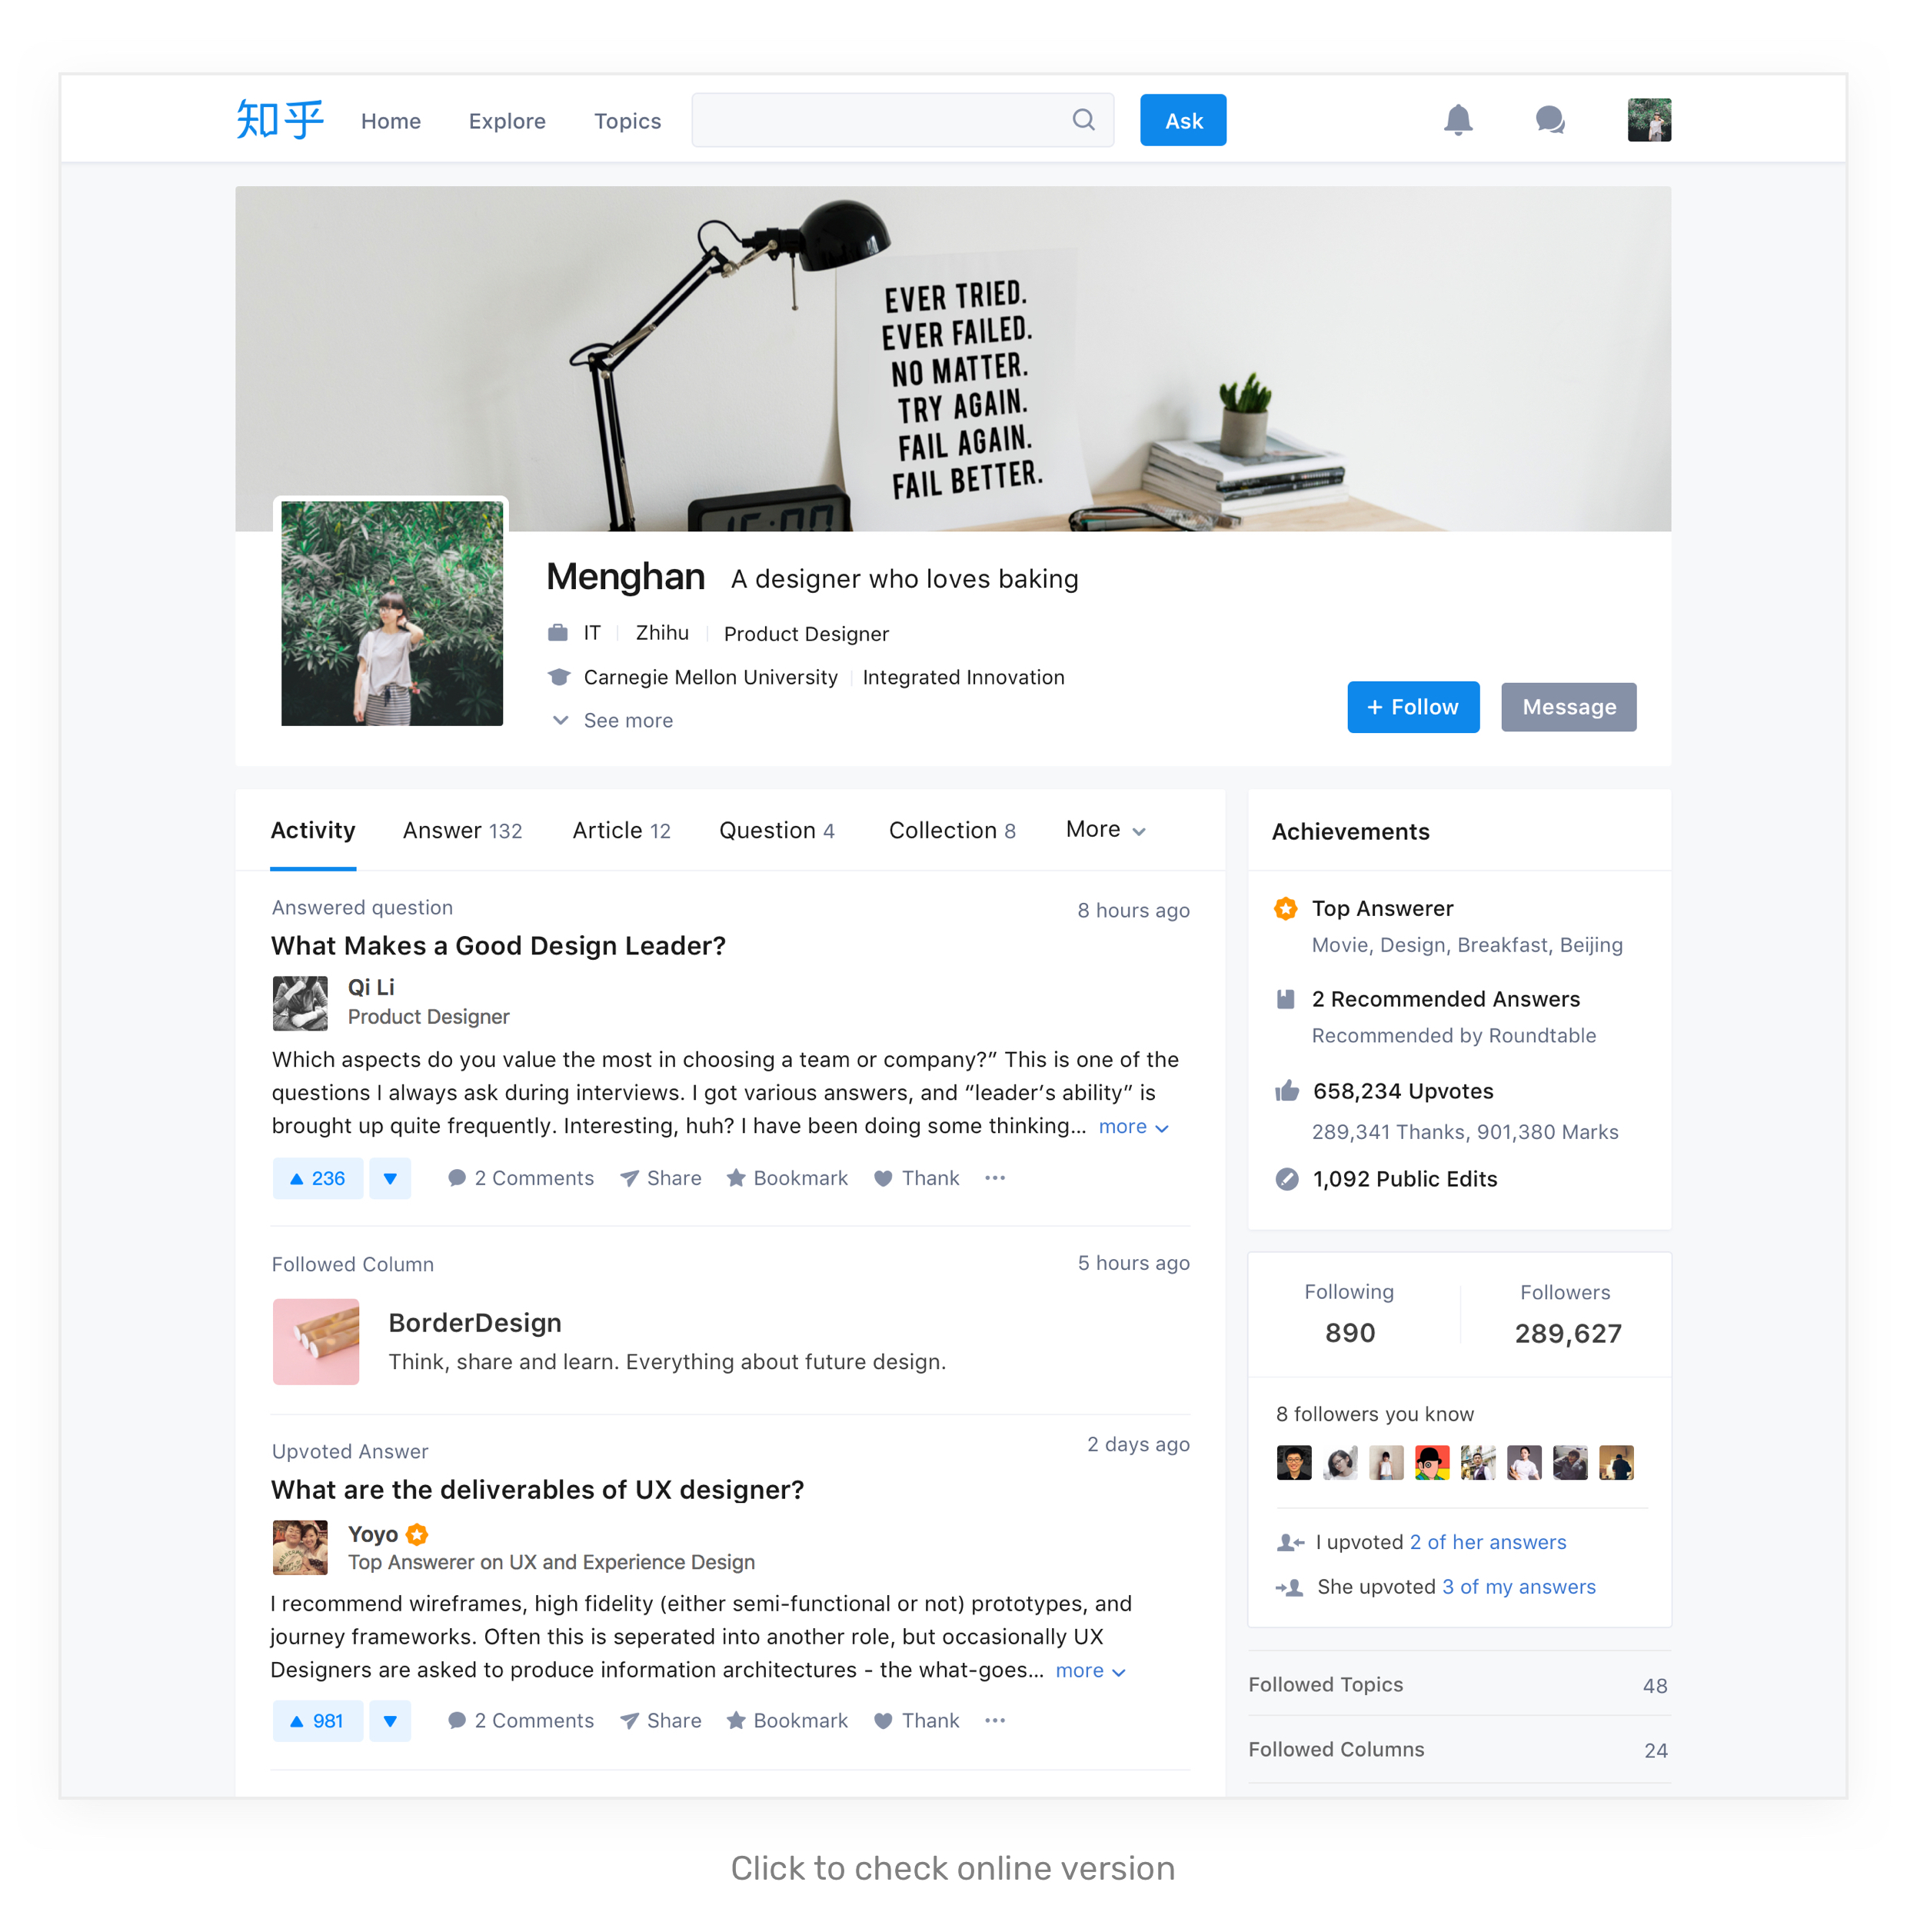 知乎 Home Explore Topics Ask
EVER TRIED.
EVER FAILED.
NO MATTER.
TRY AGAIN.
FAIL AGAIN.
FAIL BETTER.
Menghan A designer who loves baking
IT Zhihu Product Designer
Carnegie Mellon University Integrated Innovation
See more
+ Follow Message
Activity Answer 132 Article 12 Question 4 Collection 8 More
Answered question 8 hours ago
What Makes a Good Design Leader?
Qi Li
Product Designer
Which aspects do you value the most in choosing a team or company?” This is one of the
questions I always ask during interviews. I got various answers, and “leader’s ability” is
brought up quite frequently. Interesting, huh? I have been doing some thinking... more
236 2 Comments Share Bookmark Thank ...
Followed Column 5 hours ago
BorderDesign
Think, share and learn. Everything about future design.
Upvoted Answer 2 days ago
What are the deliverables of UX designer?
Yoyo
Top Answerer on UX and Experience Design
I recommend wireframes, high fidelity (either semi-functional or not) prototypes, and
journey frameworks. Often this is seperated into another role, but occasionally UX
Designers are asked to produce information architectures - the what-goes... more
981 2 Comments Share Bookmark Thank ...
Achievements
Top Answerer
Movie, Design, Breakfast, Beijing
2 Recommended Answers
Recommended by Roundtable
658,234 Upvotes
289,341 Thanks, 901,380 Marks
1,092 Public Edits
Following Followers
890 289,627
8 followers you know
I upvoted 2 of her answers
She upvoted 3 of my answers
Followed Topics 48
Followed Columns 24
Click to check online version